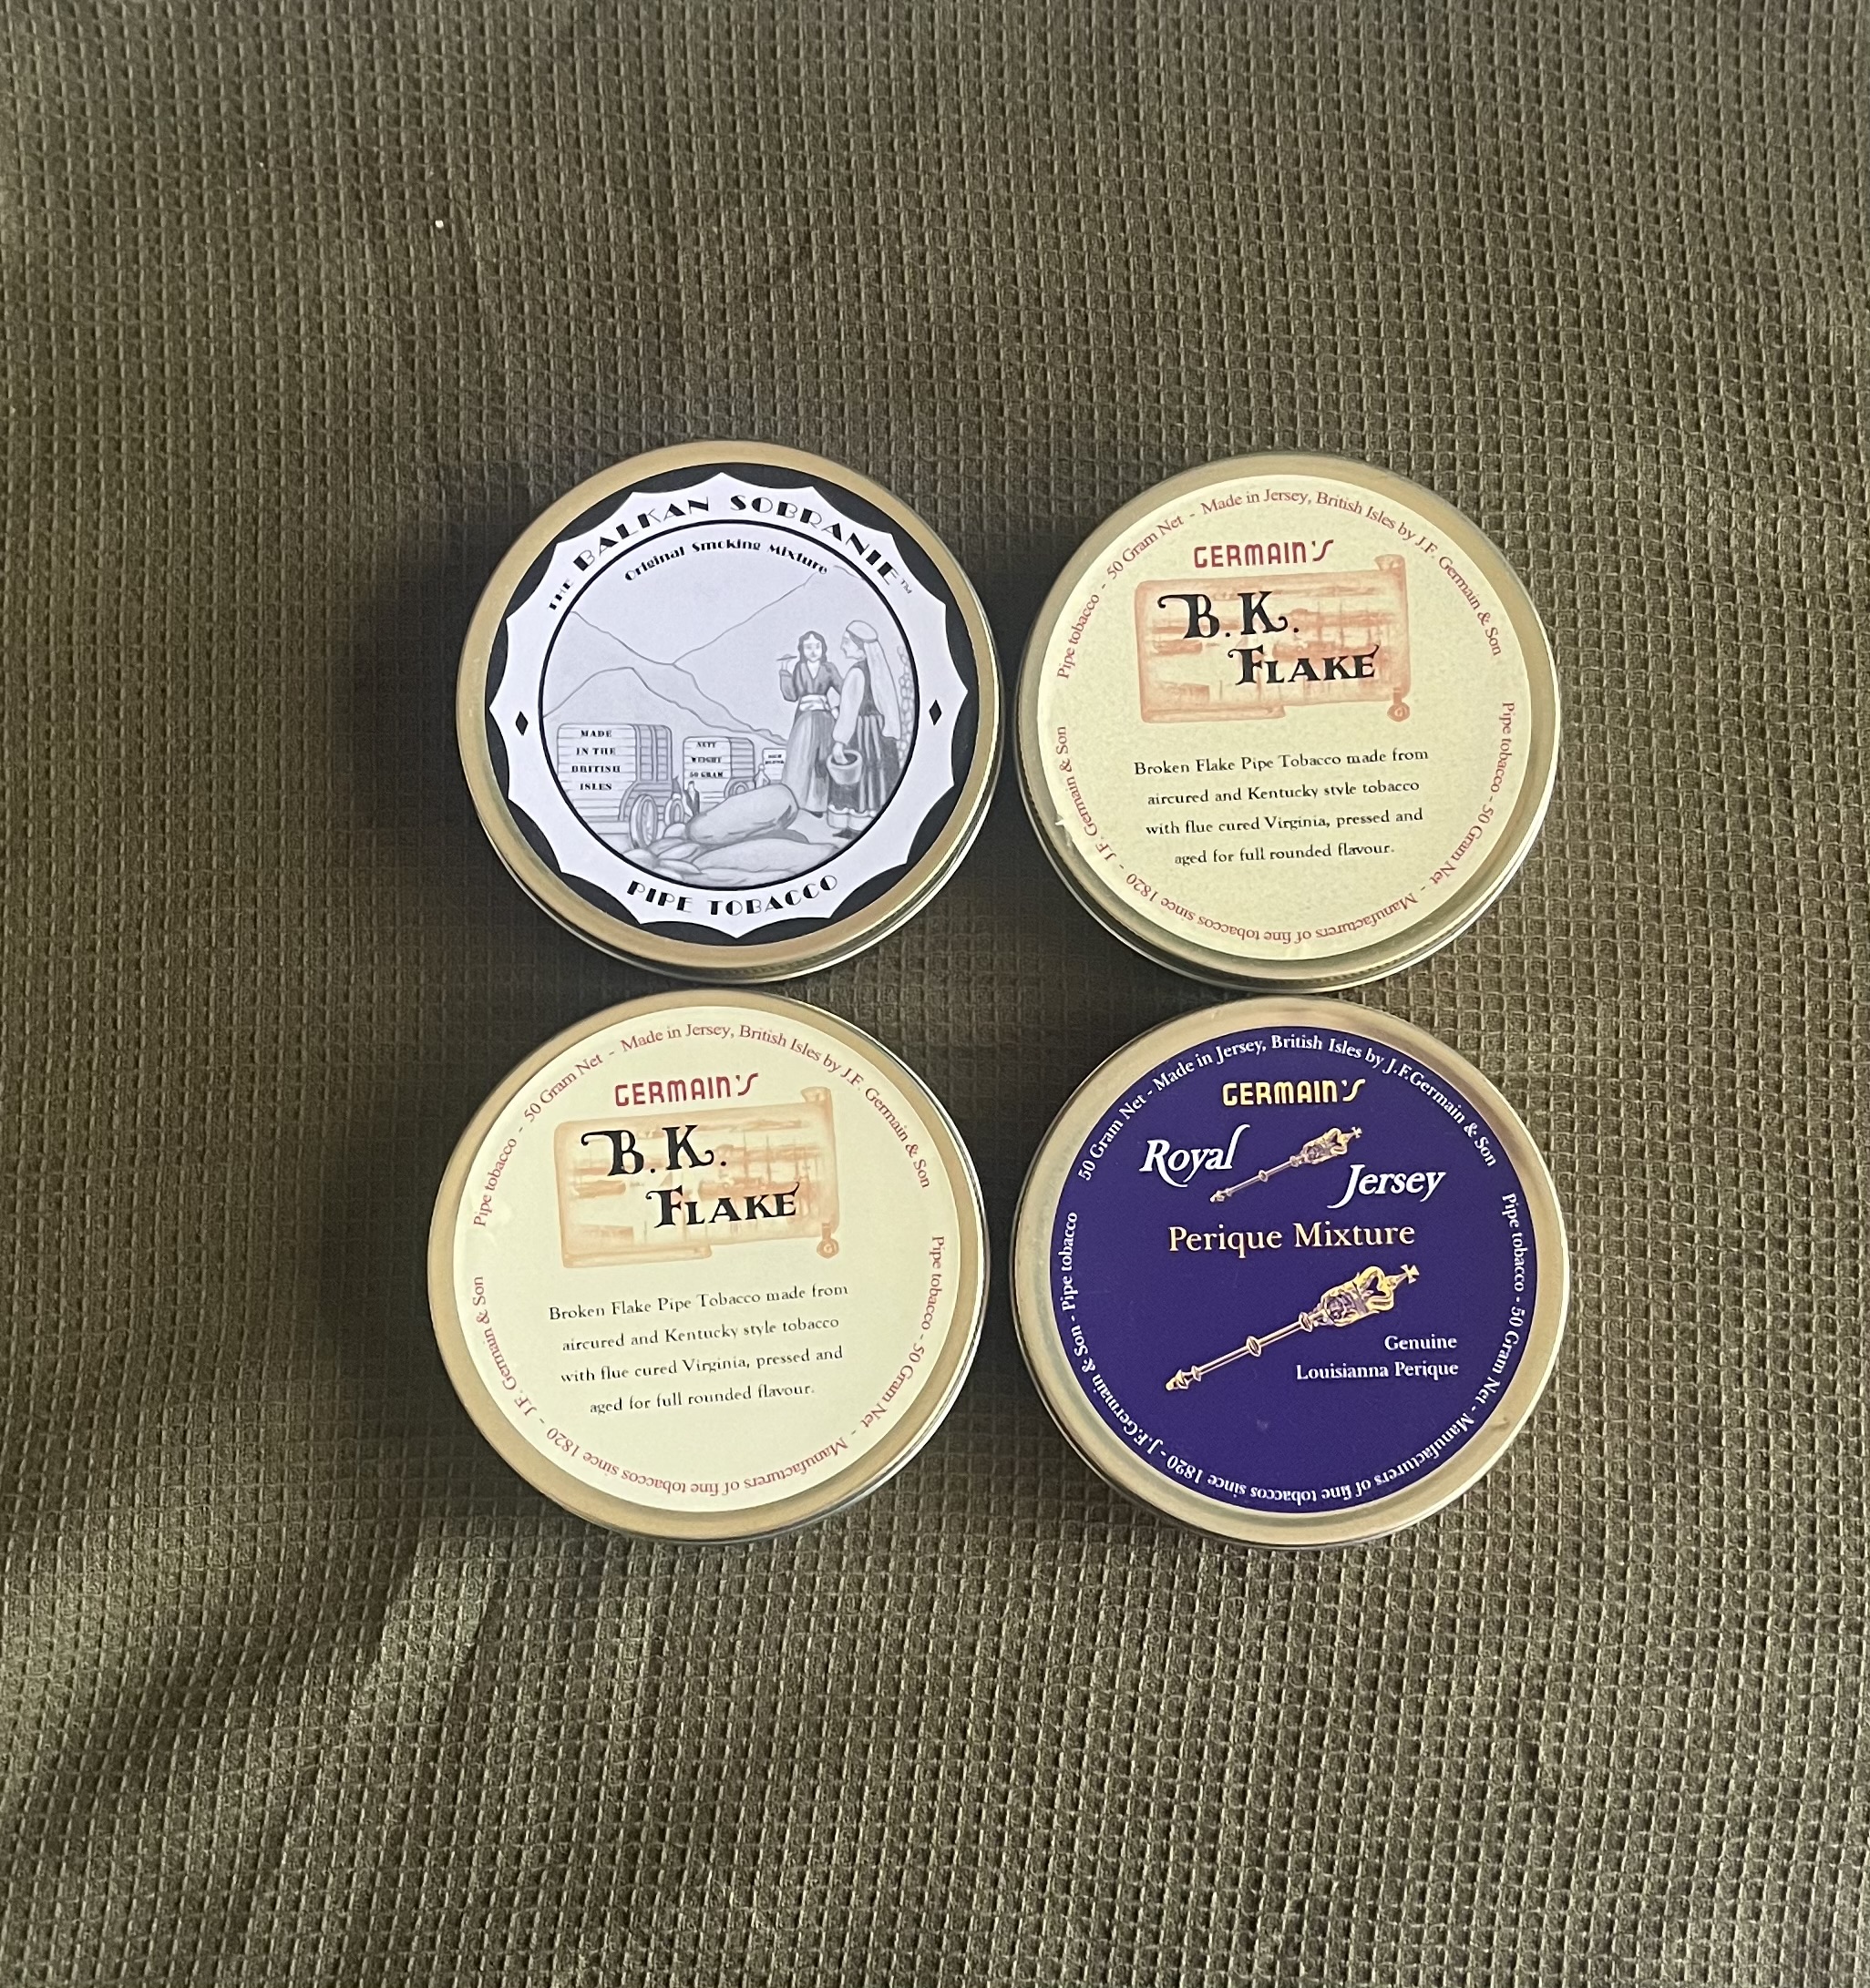 THE BALKAN SOBRANIE™
Original Smoking Mixture
MADE
IN THE
BRITISH
ISLES
NETT
WEIGHT
50 GRAM
PIPE TOBACCO
Pipe tobacco - 50 Gram Net - Made in Jersey, British Isles by J.F. Germain & Son
GERMAIN'S
B.K.
FLAKE
Broken Flake Pipe Tobacco made from
aircured and Kentucky style tobacco
with flue cured Virginia, pressed and
aged for full rounded flavour.
Pipe tobacco - 50 Gram Net - Manufacturers of fine tobaccos since 1820 - J.F. Germain & Son
Pipe tobacco - 50 Gram Net - Made in Jersey, British Isles by J.F. Germain & Son
GERMAIN'S
B.K.
FLAKE
Broken Flake Pipe Tobacco made from
aircured and Kentucky style tobacco
with flue cured Virginia, pressed and
aged for full rounded flavour.
Pipe tobacco - 50 Gram Net - Manufacturers of fine tobaccos since 1820 - J.F. Germain & Son
50 Gram Net - Made in Jersey, British Isles by J.F.Germain & Son
GERMAIN'S
Royal
Jersey
Perique Mixture
Genuine
Louisianna Perique
Pipe tobacco - 50 Gram Net - Manufacturers of fine tobaccos since 1820 - J.F.Germain & Son - Pipe tobacco